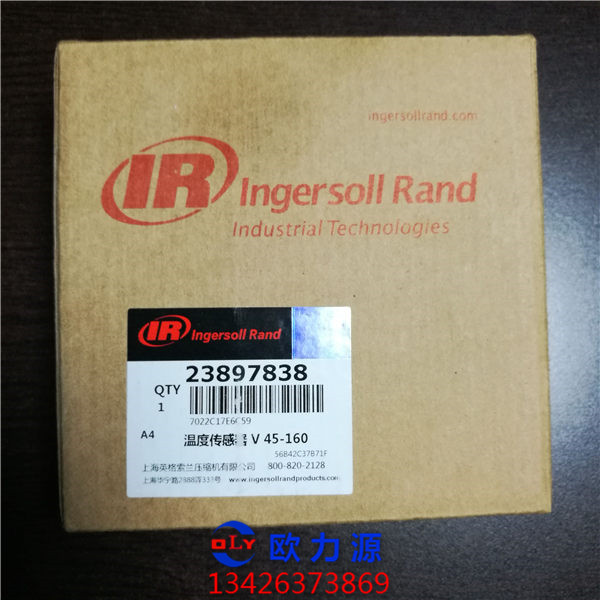 ingersollrand.com
IR Ingersoll Rand
Industrial Technologies
IR Ingersoll Rand
23897838
QTY
1
7022C17E6C59
A4
温度传感器 V 45-160
56B42C37B71F
上海英格索兰压缩机有限公司 800-820-2128
www.ingersollrandproducts.com
OLY 欧力源
13426373869